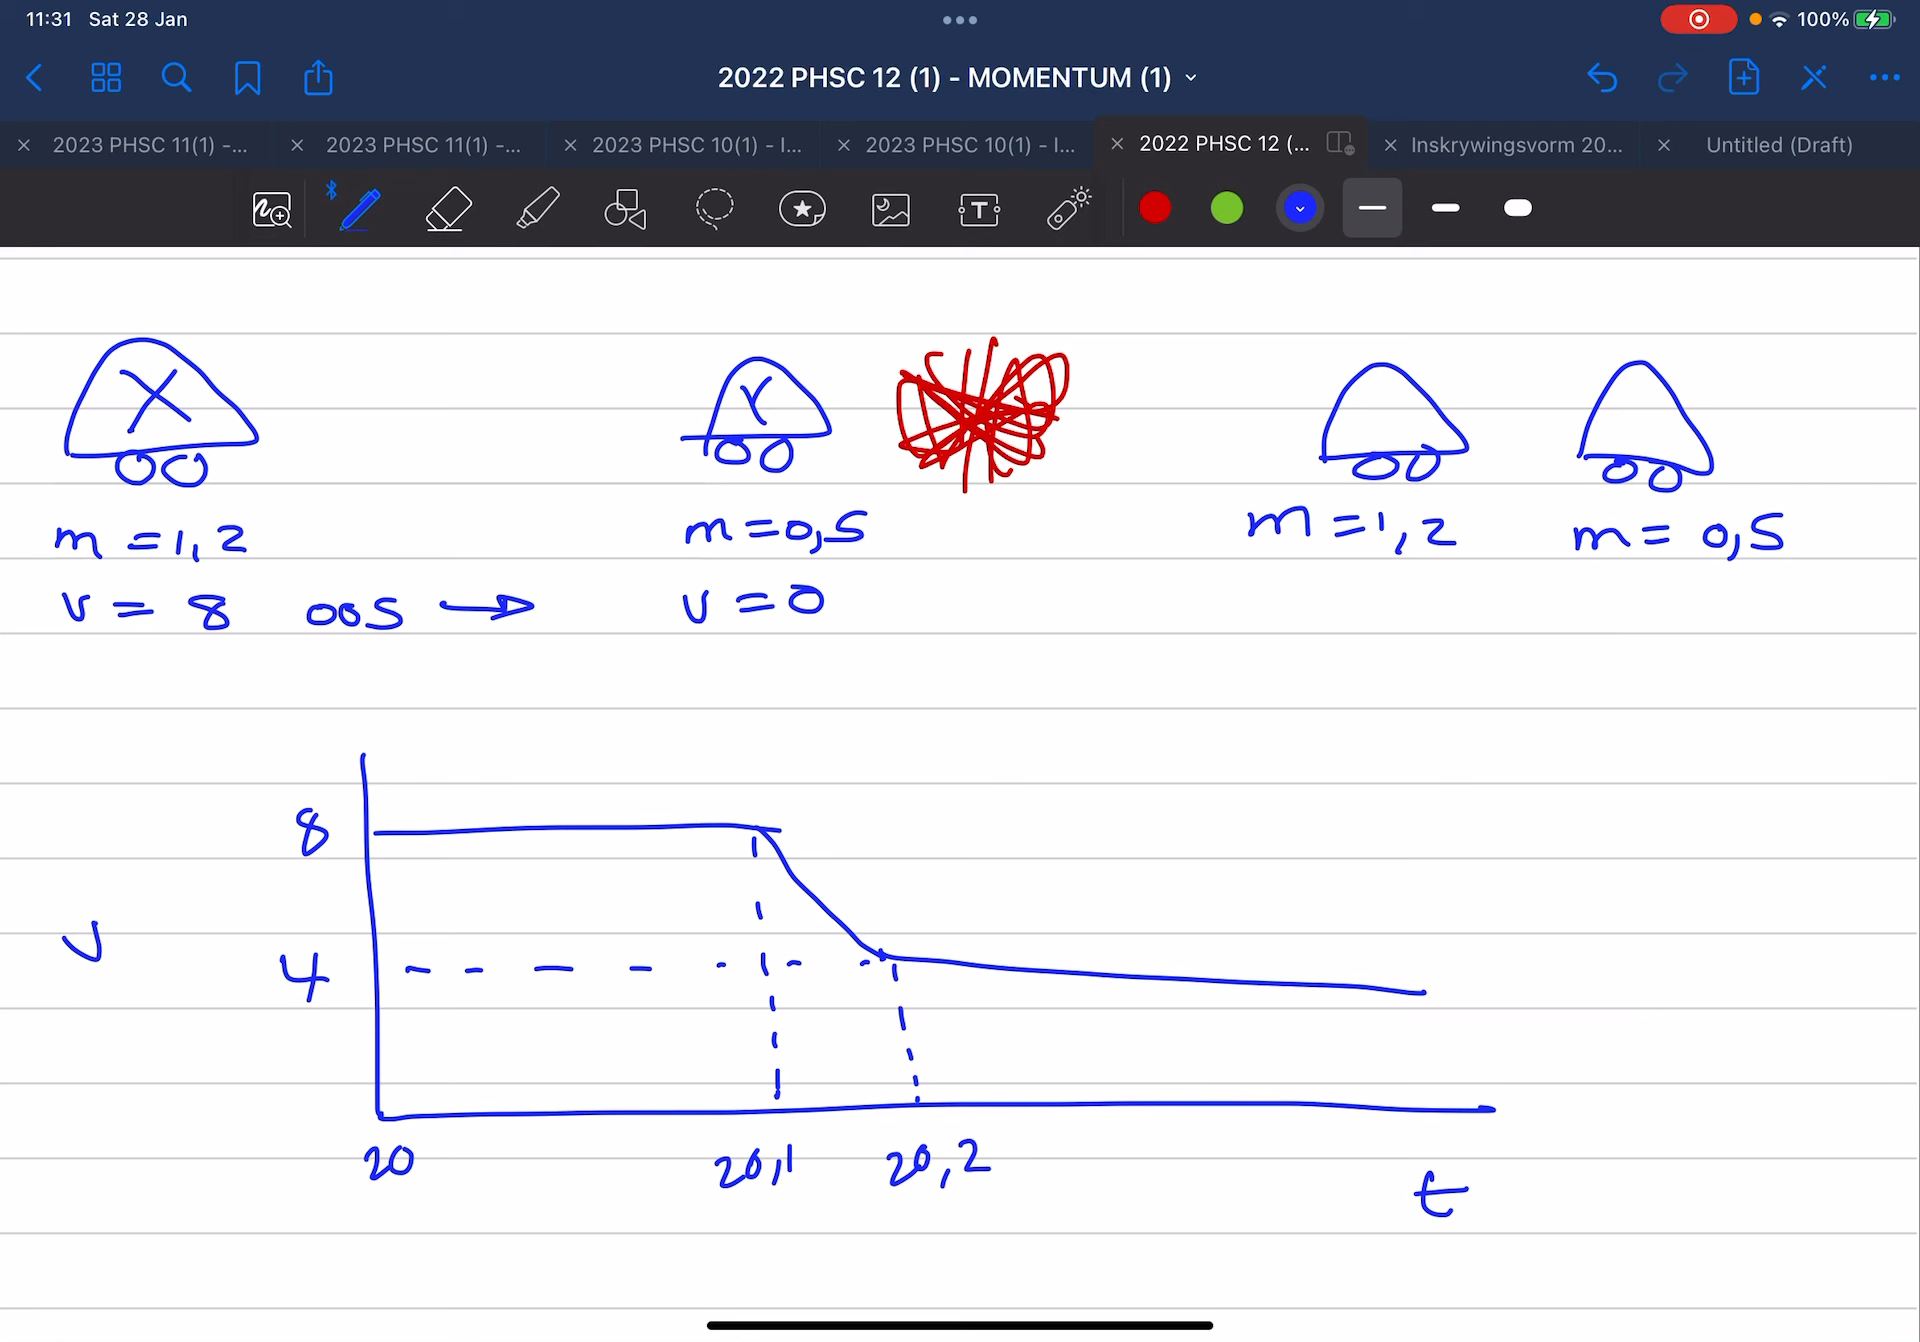 11:31 Sat 28 Jan
100%
2022 PHSC 12 (1) - MOMENTUM (1)
2023 PHSC 11(1) -...
2023 PHSC 11(1) -...
2023 PHSC 10(1) - I...
2023 PHSC 10(1) - I...
2022 PHSC 12 (...
Inskrywingsvorm 20...
Untitled (Draft)
T
X
Y
m = 1,2
m = 0,5
m = 1,2
m = 0,5
v = 8 oos →
v = 0
8
v
4
20
20,1
20,2
t